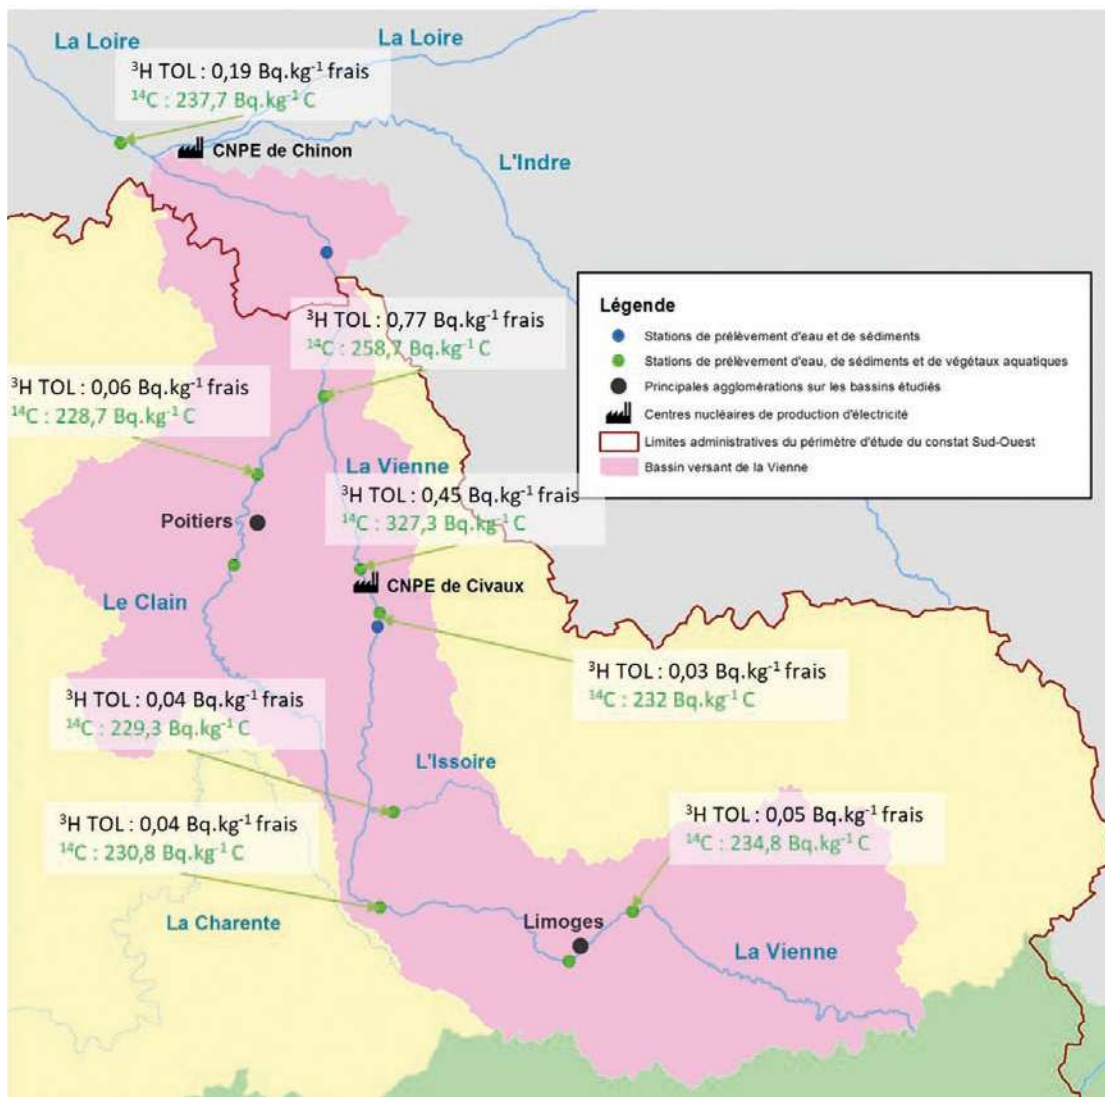 La Loire
La Loire
³H TOL : 0,19 Bq.kg⁻¹ frais
¹⁴C : 237,7 Bq.kg⁻¹ C
CNPE de Chinon
L'Indre
Légende
Stations de prélèvement d'eau et de sédiments
Stations de prélèvement d'eau, de sédiments et de végétaux aquatiques
Principales agglomérations sur les bassins étudiés
Centres nucléaires de production d'électricité
Limites administratives du périmètre d'étude du constat Sud-Ouest
Bassin versant de la Vienne
³H TOL : 0,77 Bq.kg⁻¹ frais
¹⁴C : 258,7 Bq.kg⁻¹ C
³H TOL : 0,06 Bq.kg⁻¹ frais
¹⁴C : 228,7 Bq.kg⁻¹ C
La Vienne
³H TOL : 0,45 Bq.kg⁻¹ frais
¹⁴C : 327,3 Bq.kg⁻¹ C
Poitiers
CNPE de Civaux
Le Clain
³H TOL : 0,03 Bq.kg⁻¹ frais
¹⁴C : 232 Bq.kg⁻¹ C
³H TOL : 0,04 Bq.kg⁻¹ frais
¹⁴C : 229,3 Bq.kg⁻¹ C
L'Issoire
³H TOL : 0,05 Bq.kg⁻¹ frais
¹⁴C : 234,8 Bq.kg⁻¹ C
³H TOL : 0,04 Bq.kg⁻¹ frais
¹⁴C : 230,8 Bq.kg⁻¹ C
La Charente
Limoges
La Vienne